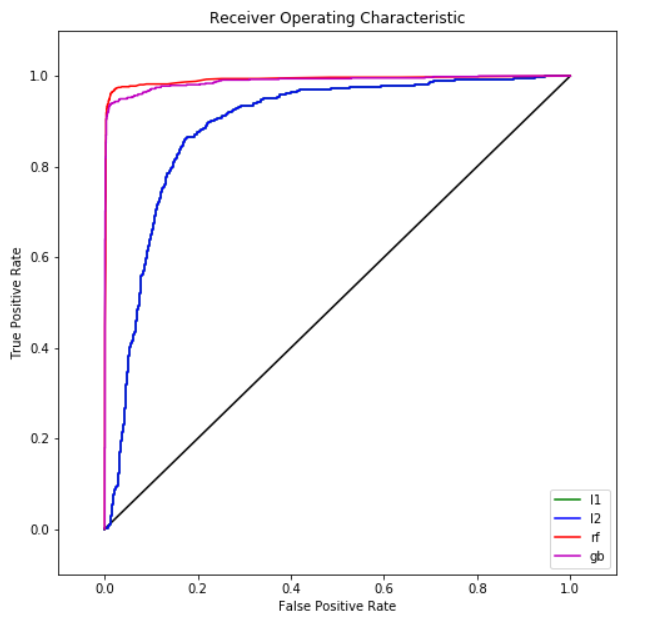 Receiver Operating Characteristic
1.0
0.8
0.6
0.4
0.2
0.0
True Positive Rate
0.0 0.2 0.4 0.6 0.8 1.0
False Positive Rate
l1
l2
rf
gb